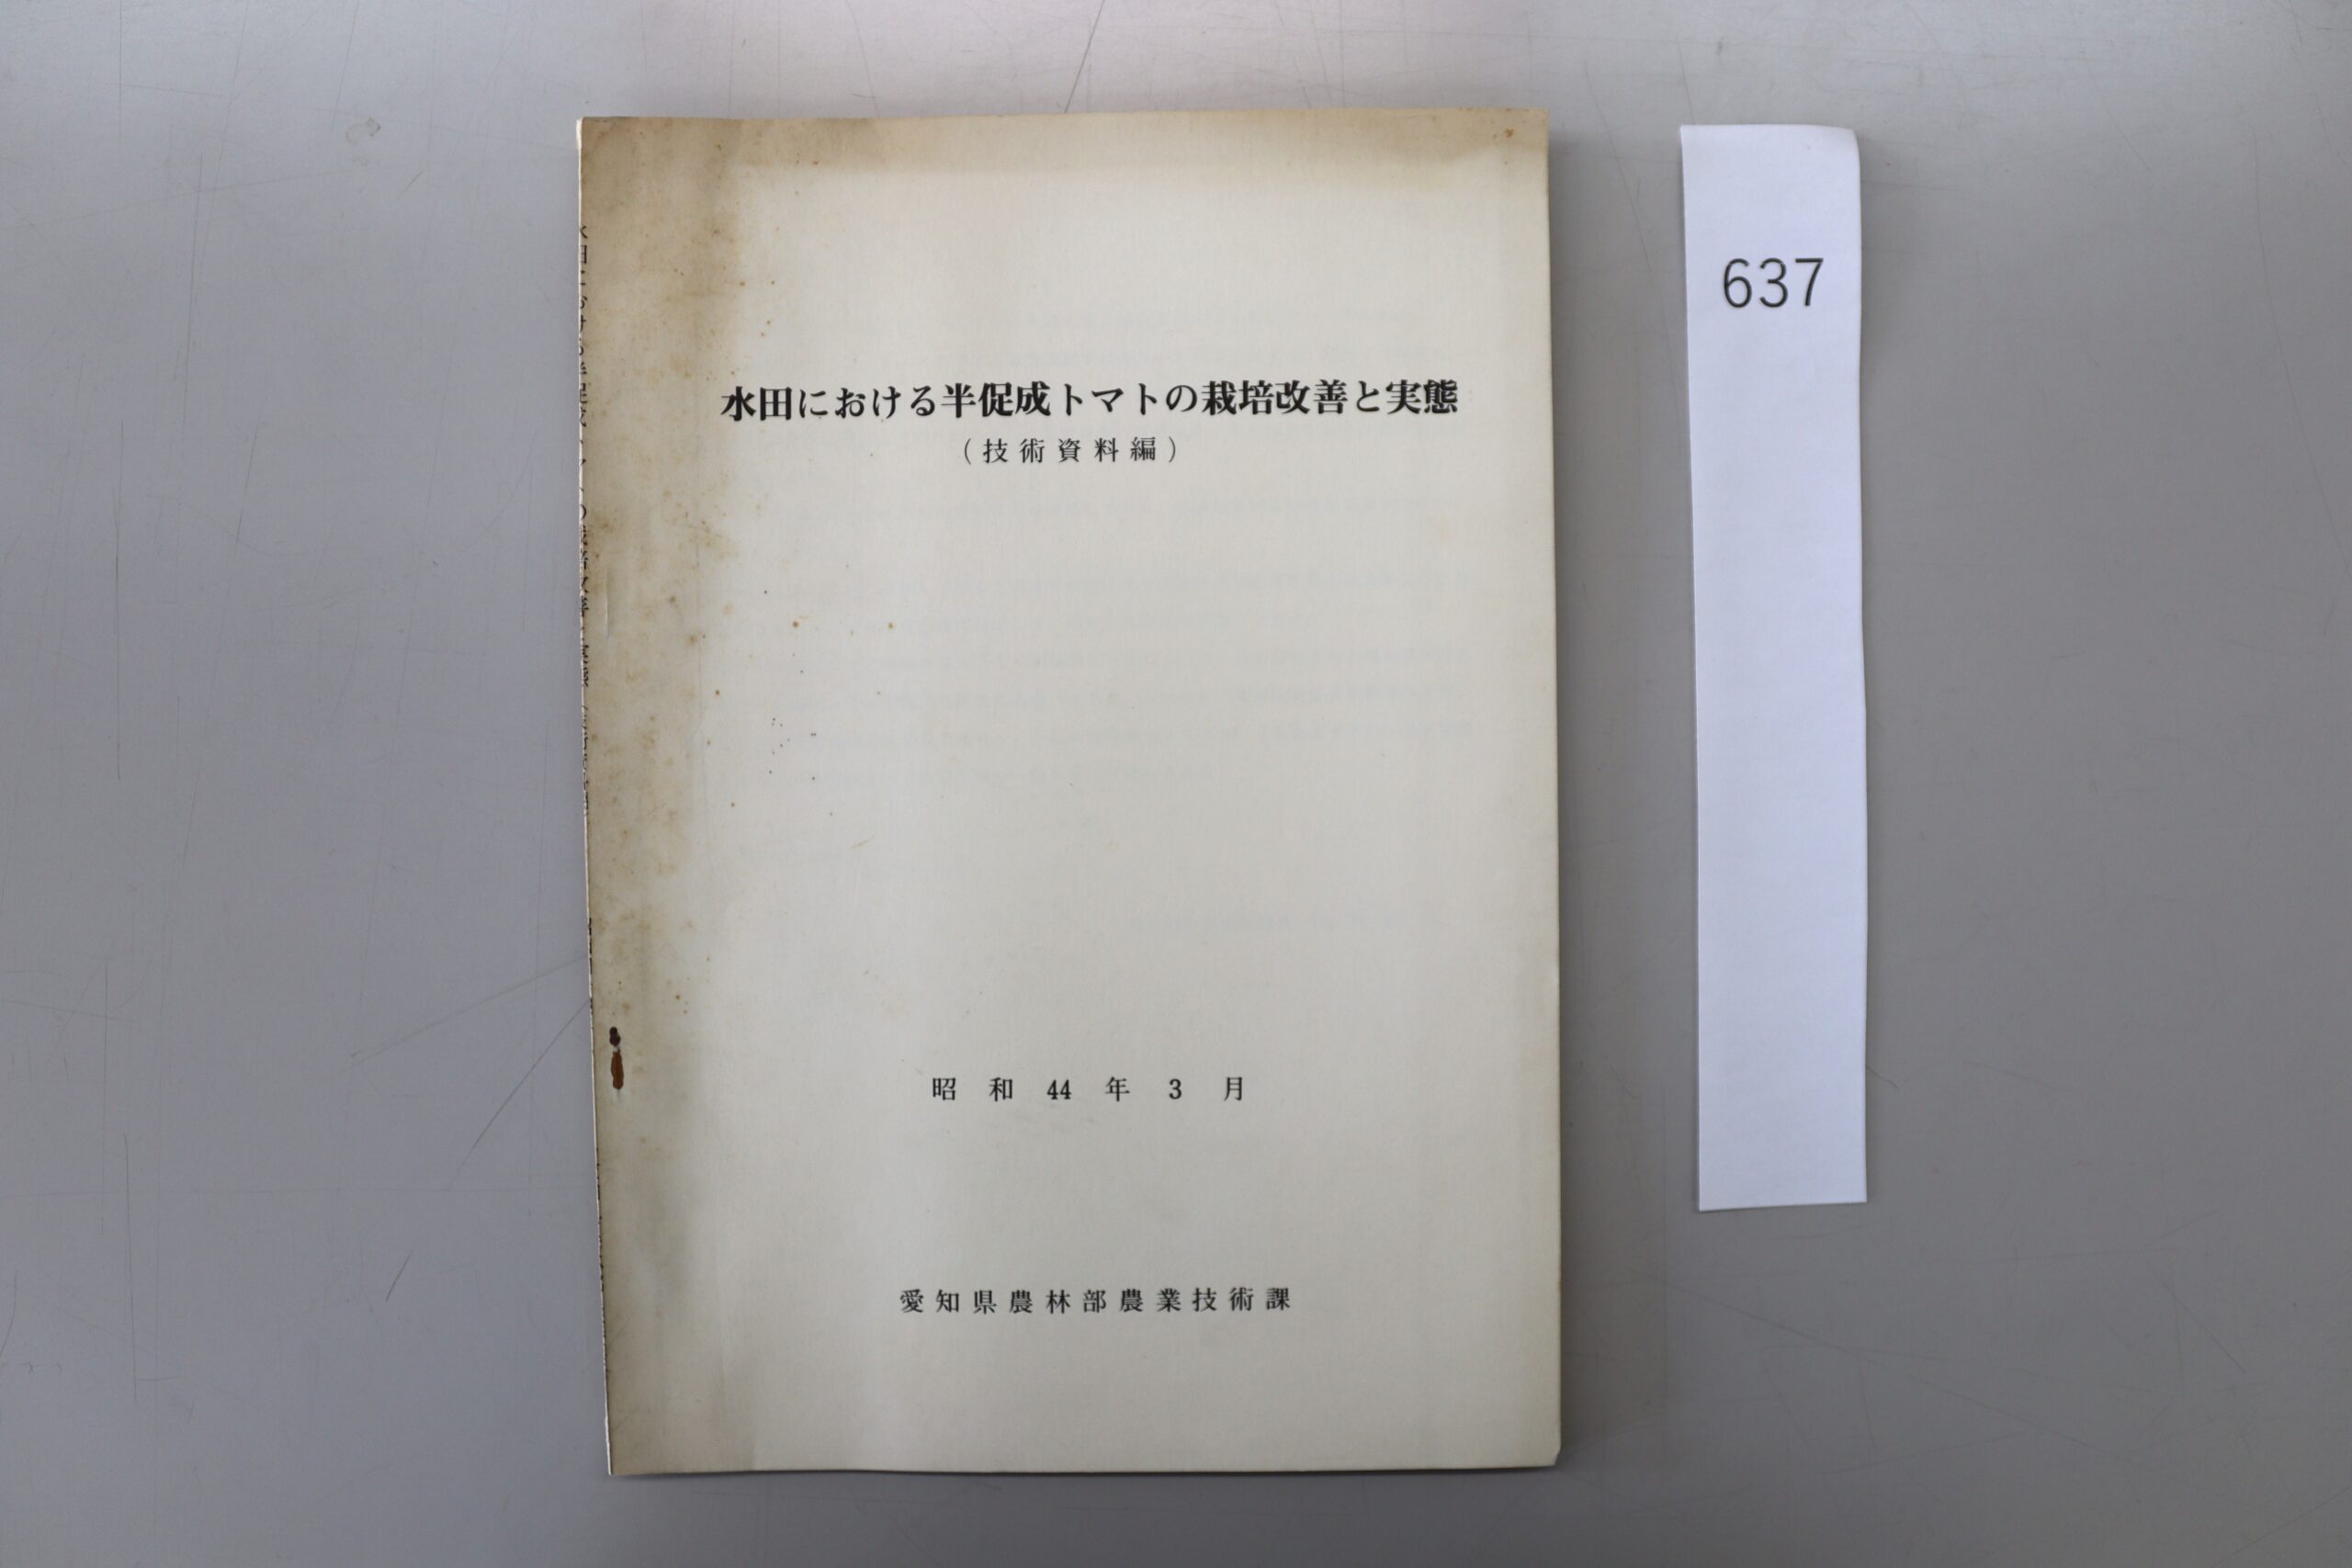 水田における半促成トマトの栽培改善と実態
(技術資料編)
昭和44年3月
愛知県農林部農業技術課
637